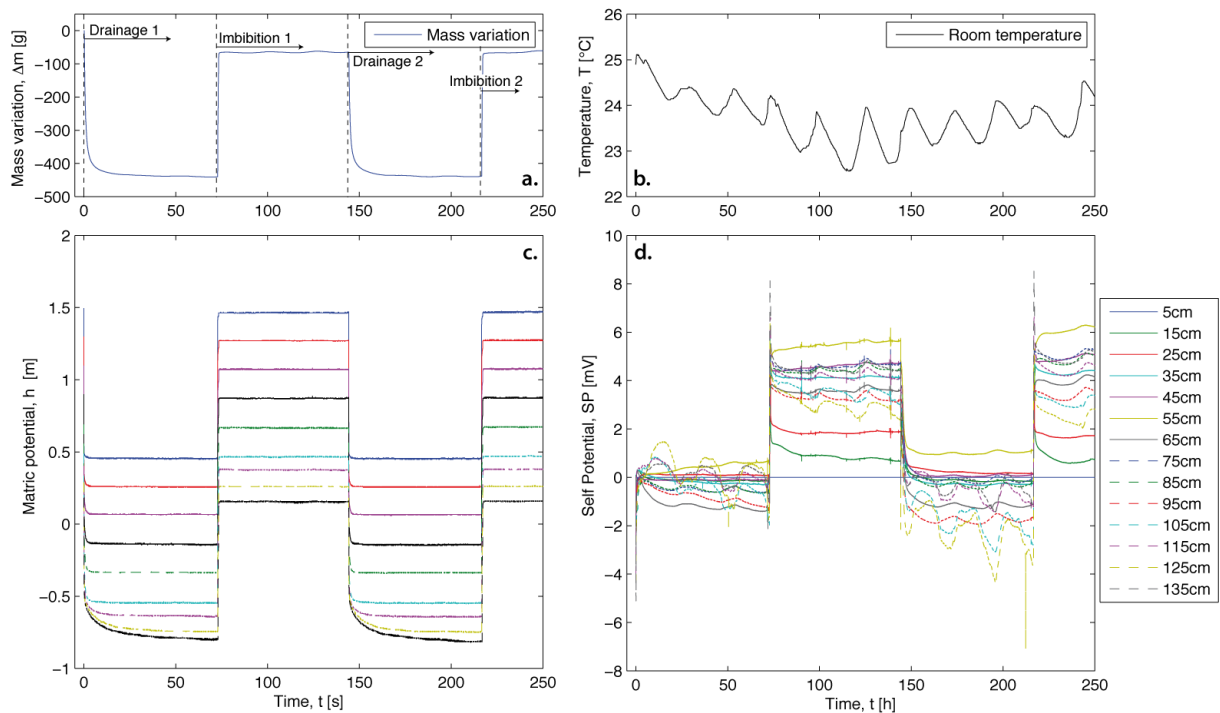 0
−100
−200
−300
−400
−500
Mass variation, Δm [g]
Drainage 1
Imbibition 1
Mass variation
Drainage 2
Imbibition 2
a.
0 50 100 150 200 250
26
25
24
23
22
Temperature, T [°C]
Room temperature
b.
0 50 100 150 200 250
2
1.5
1
0.5
0
−0.5
−1
Matric potential, h [m]
c.
0 50 100 150 200 250
Time, t [s]
10
8
6
4
2
0
−2
−4
−6
−8
Self Potential, SP [mV]
d.
0 50 100 150 200 250
Time, t [h]
5cm
15cm
25cm
35cm
45cm
55cm
65cm
75cm
85cm
95cm
105cm
115cm
125cm
135cm